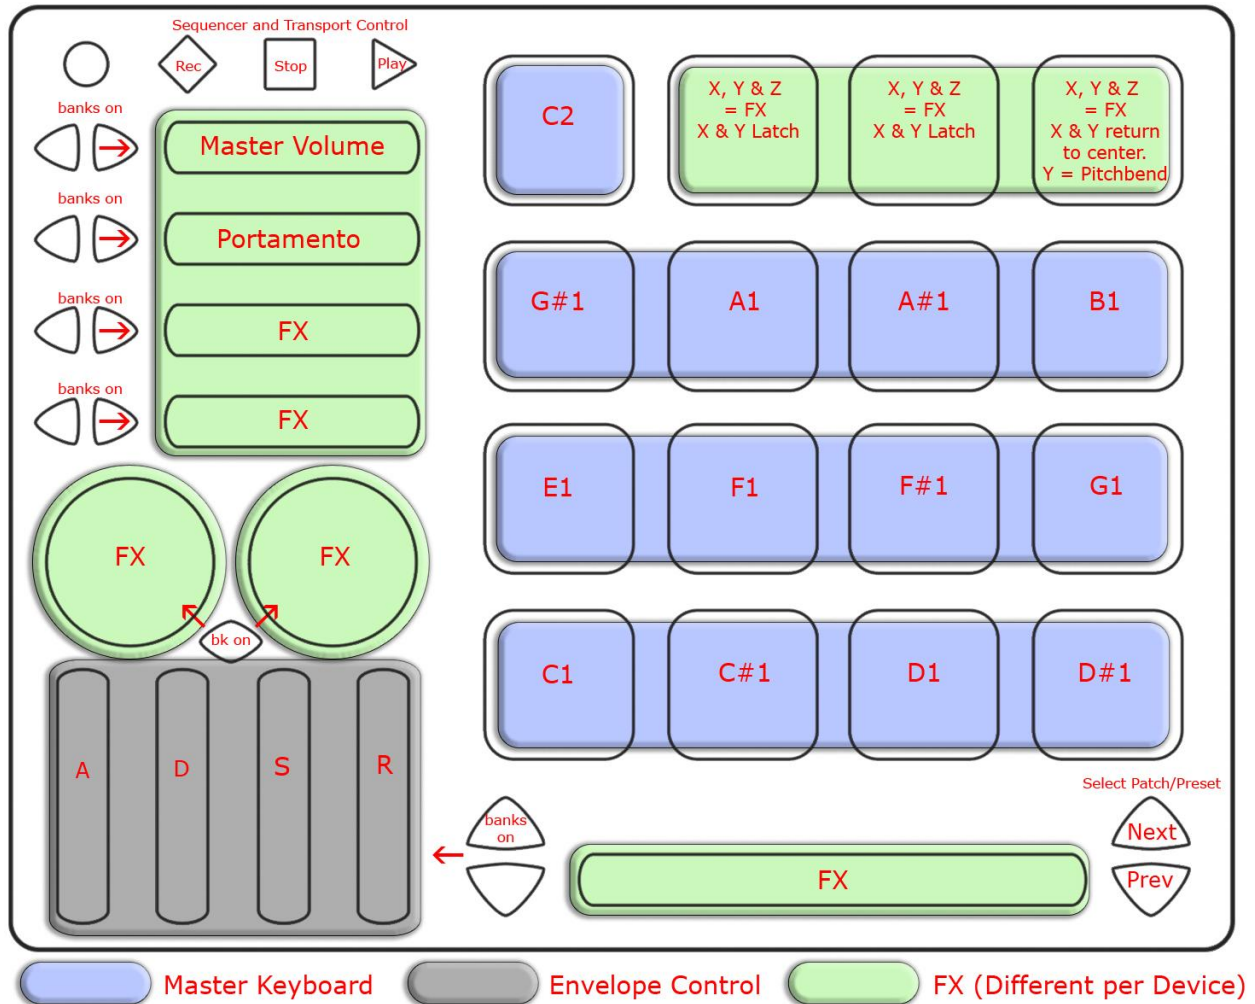 Sequencer and Transport Control
Rec
Stop
Play
banks on
Master Volume
banks on
Portamento
banks on
FX
banks on
FX
FX
FX
bk on
A
D
S
R
C2
X, Y & Z
= FX
X & Y Latch
X, Y & Z
= FX
X & Y Latch
X, Y & Z
= FX
X & Y return
to center.
Y = Pitchbend
G#1
A1
A#1
B1
E1
F1
F#1
G1
C1
C#1
D1
D#1
banks
on
FX
Select Patch/Preset
Next
Prev
Master Keyboard
Envelope Control
FX (Different per Device)